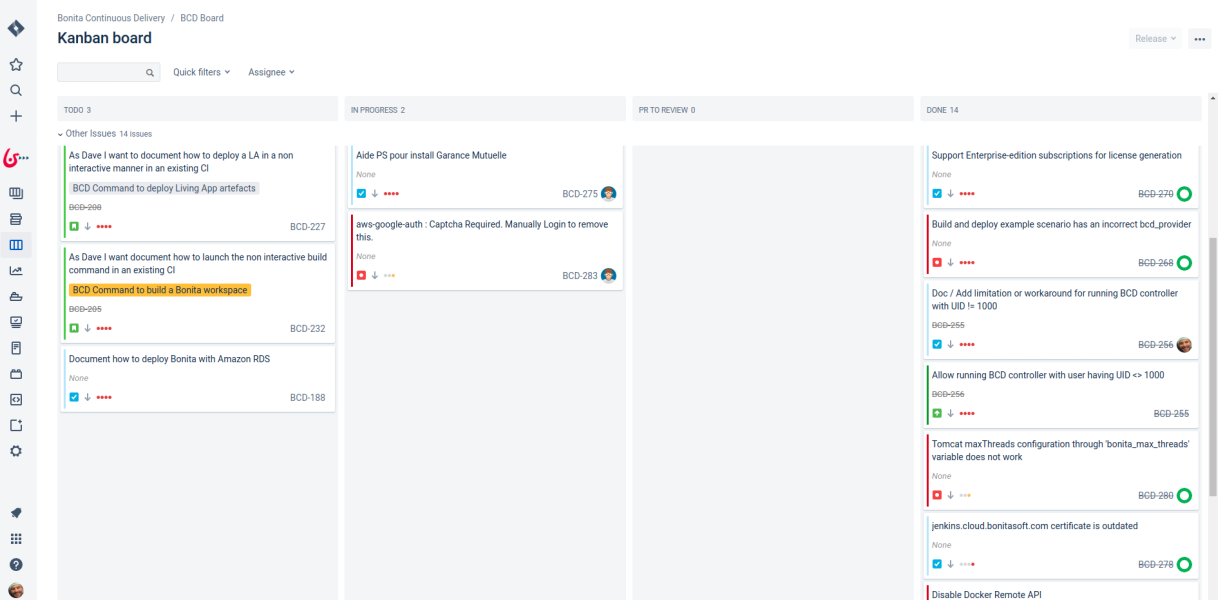 Bonita Continuous Delivery / BCD Board
Kanban board
Release
Quick filters
Assignee
TODO 3
IN PROGRESS 2
PR TO REVIEW 0
DONE 14
Other Issues 14 issues
As Dave I want to document how to deploy a LA in a non
interactive manner in an existing CI
BCD Command to deploy Living App artefacts
BCD-208
BCD-227
As Dave I want document how to launch the non interactive build
command in an existing CI
BCD Command to build a Bonita workspace
BCD-205
BCD-232
Document how to deploy Bonita with Amazon RDS
None
BCD-188
Aide PS pour install Garance Mutuelle
None
BCD-275
aws-google-auth : Captcha Required. Manually Login to remove
this.
None
BCD-283
Support Enterprise-edition subscriptions for license generation
None
BCD-270
Build and deploy example scenario has an incorrect bcd_provider
None
BCD-268
Doc / Add limitation or workaround for running BCD controller
with UID != 1000
BCD-255
BCD-256
Allow running BCD controller with user having UID <> 1000
BCD-256
BCD-255
Tomcat maxThreads configuration through 'bonita_max_threads'
variable does not work
None
BCD-280
jenkins.cloud.bonitasoft.com certificate is outdated
None
BCD-278
Disable Docker Remote API